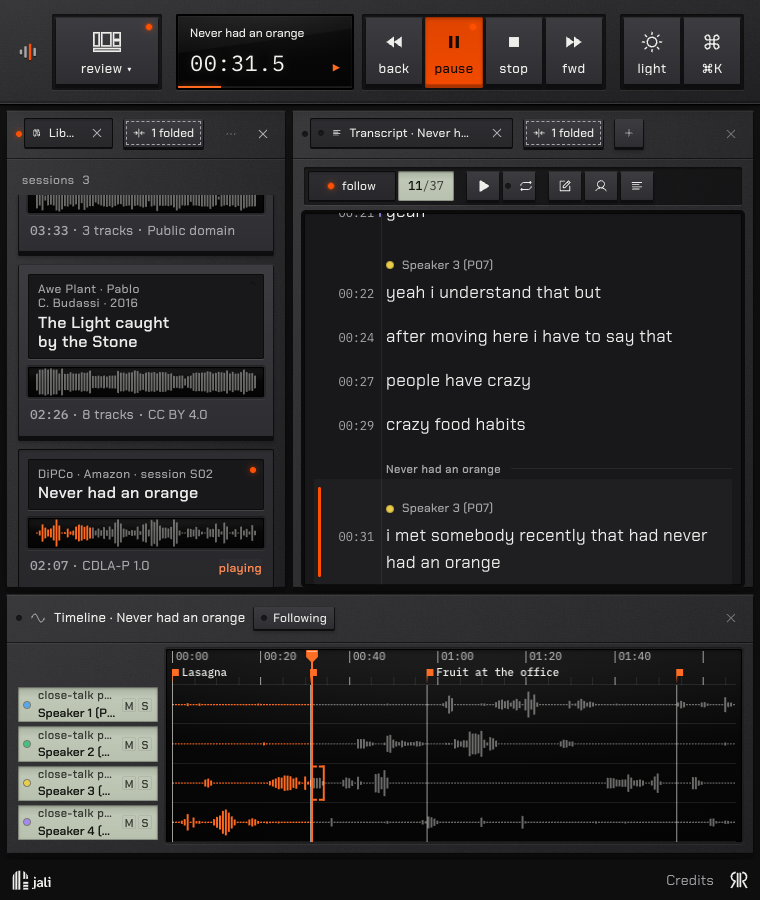 Never had an orange
00:31.5
review
back
pause
stop
fwd
light
⌘K
Lib...
1 folded
...
Transcript · Never h...
1 folded
+
sessions 3
follow
11/37
03:33 · 3 tracks · Public domain
00:21 yeah
Speaker 3 (P07)
00:22 yeah i understand that but
00:24 after moving here i have to say that
00:27 people have crazy
00:29 crazy food habits
Never had an orange
Speaker 3 (P07)
00:31 i met somebody recently that had never
had an orange
Awe Plant · Pablo
C. Budassi · 2016
The Light caught
by the Stone
02:26 · 8 tracks · CC BY 4.0
DiPCo · Amazon · session S02
Never had an orange
02:07 · CDLA-P 1.0
playing
Timeline · Never had an orange
Following
00:00 00:20 00:40 01:00 01:20 01:40
Lasagna
Fruit at the office
close-talk p...
Speaker 1 (P...
M S
close-talk p...
Speaker 2 (...
M S
close-talk p...
Speaker 3 (...
M S
close-talk p...
Speaker 4 (...
M S
jali
Credits